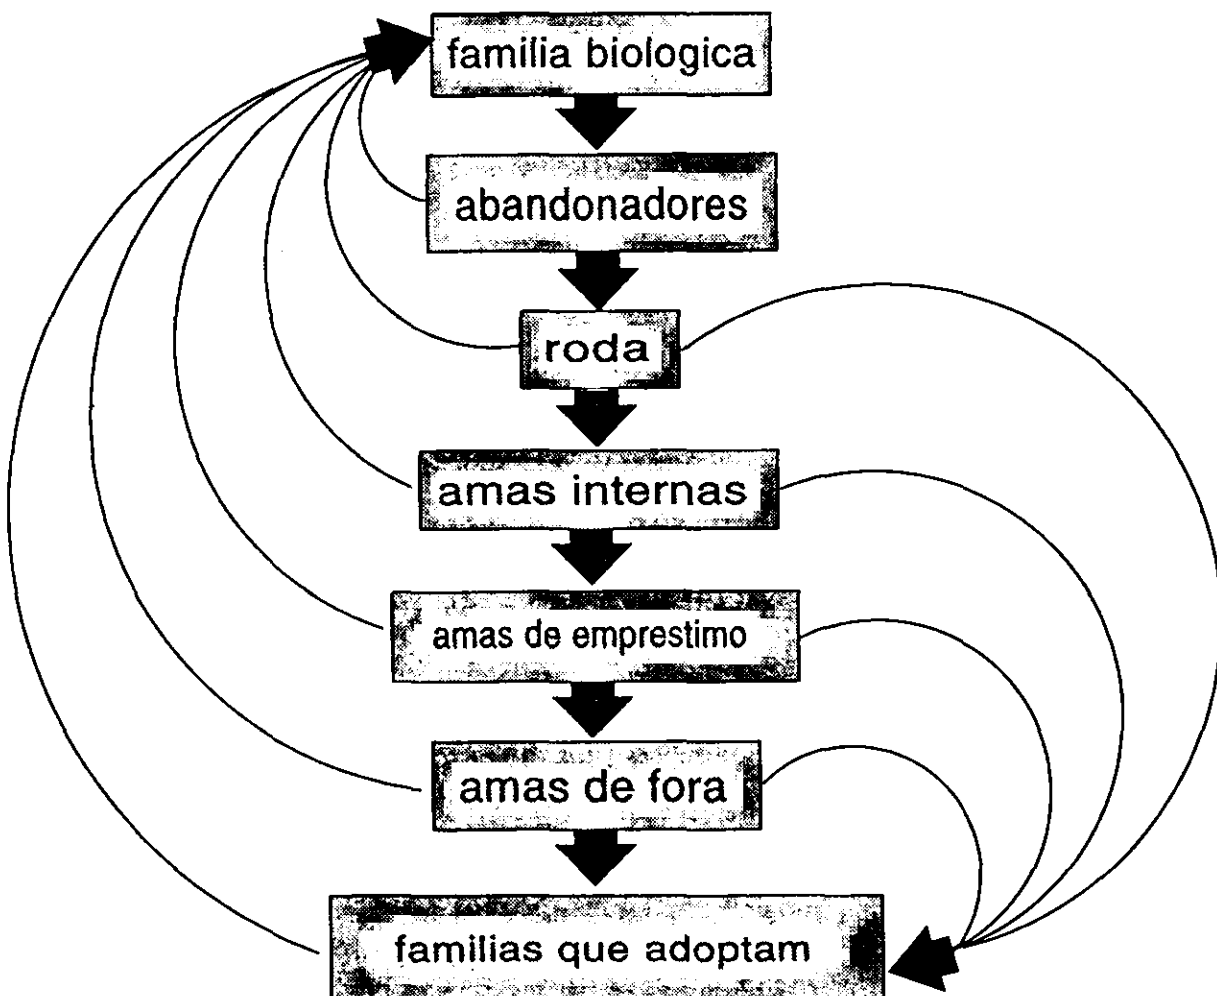 familia biologica
abandonadores
roda
amas internas
amas de emprestimo
amas de fora
familias que adoptam